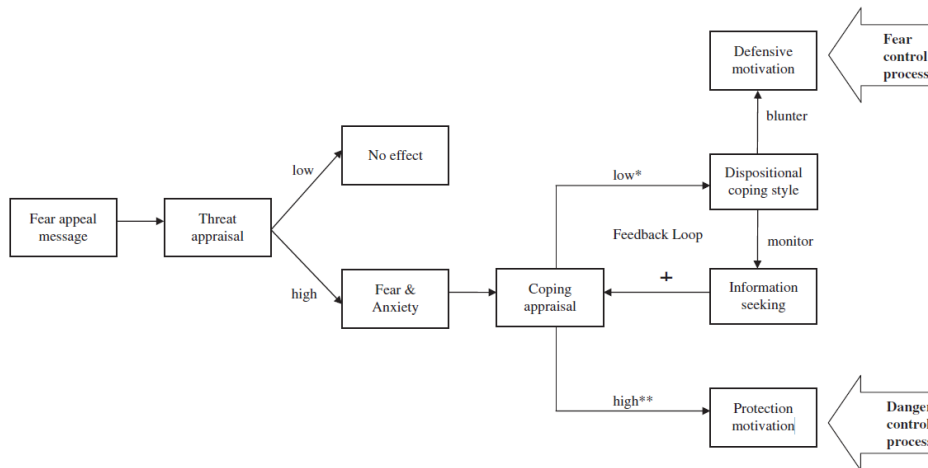 Fear appeal
message
Threat
appraisal
low
high
No effect
Fear &
Anxiety
Coping
appraisal
low*
Feedback Loop
+
high**
Defensive
motivation
blunter
Dispositional
coping style
monitor
Information
seeking
Protection
motivation
Fear
control
process
Danger
control
process